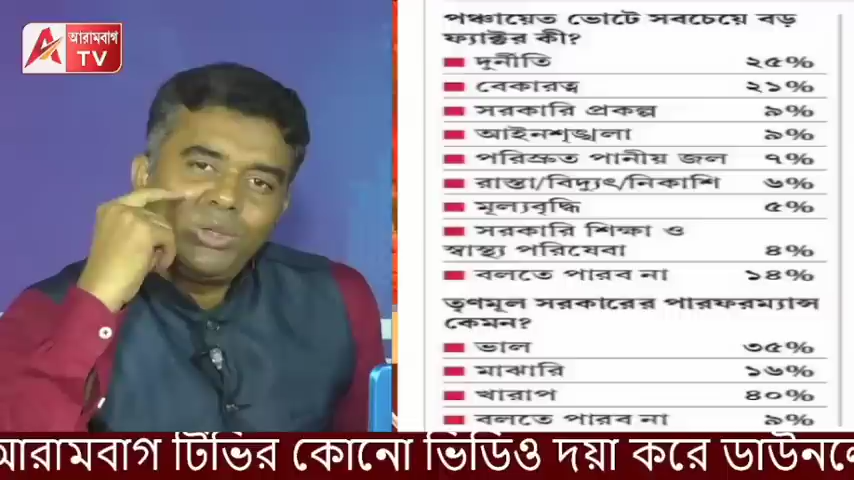 আরামবাগ
TV
পঞ্চায়েত ভোটে সবচেয়ে বড়
ফ্যাক্টর কী?
দুর্নীতি ২৫%
বেকারত্ব ২১%
সরকারি প্রকল্প ৯%
আইনশৃঙ্খলা ৯%
পরিস্রুত পানীয় জল ৭%
রাস্তা/বিদ্যুৎ/নিকাশি ৬%
মূল্যবৃদ্ধি ৫%
সরকারি শিক্ষা ও
স্বাস্থ্য পরিষেবা ৪%
বলতে পারব না ১৪%
তৃণমূল সরকারের পারফরম্যান্স
কেমন?
ভাল ৩৫%
মাঝারি ১৬%
খারাপ ৪০%
বলতে পারব না ৯%
আরামবাগ টিভির কোনো ভিডিও দয়া করে